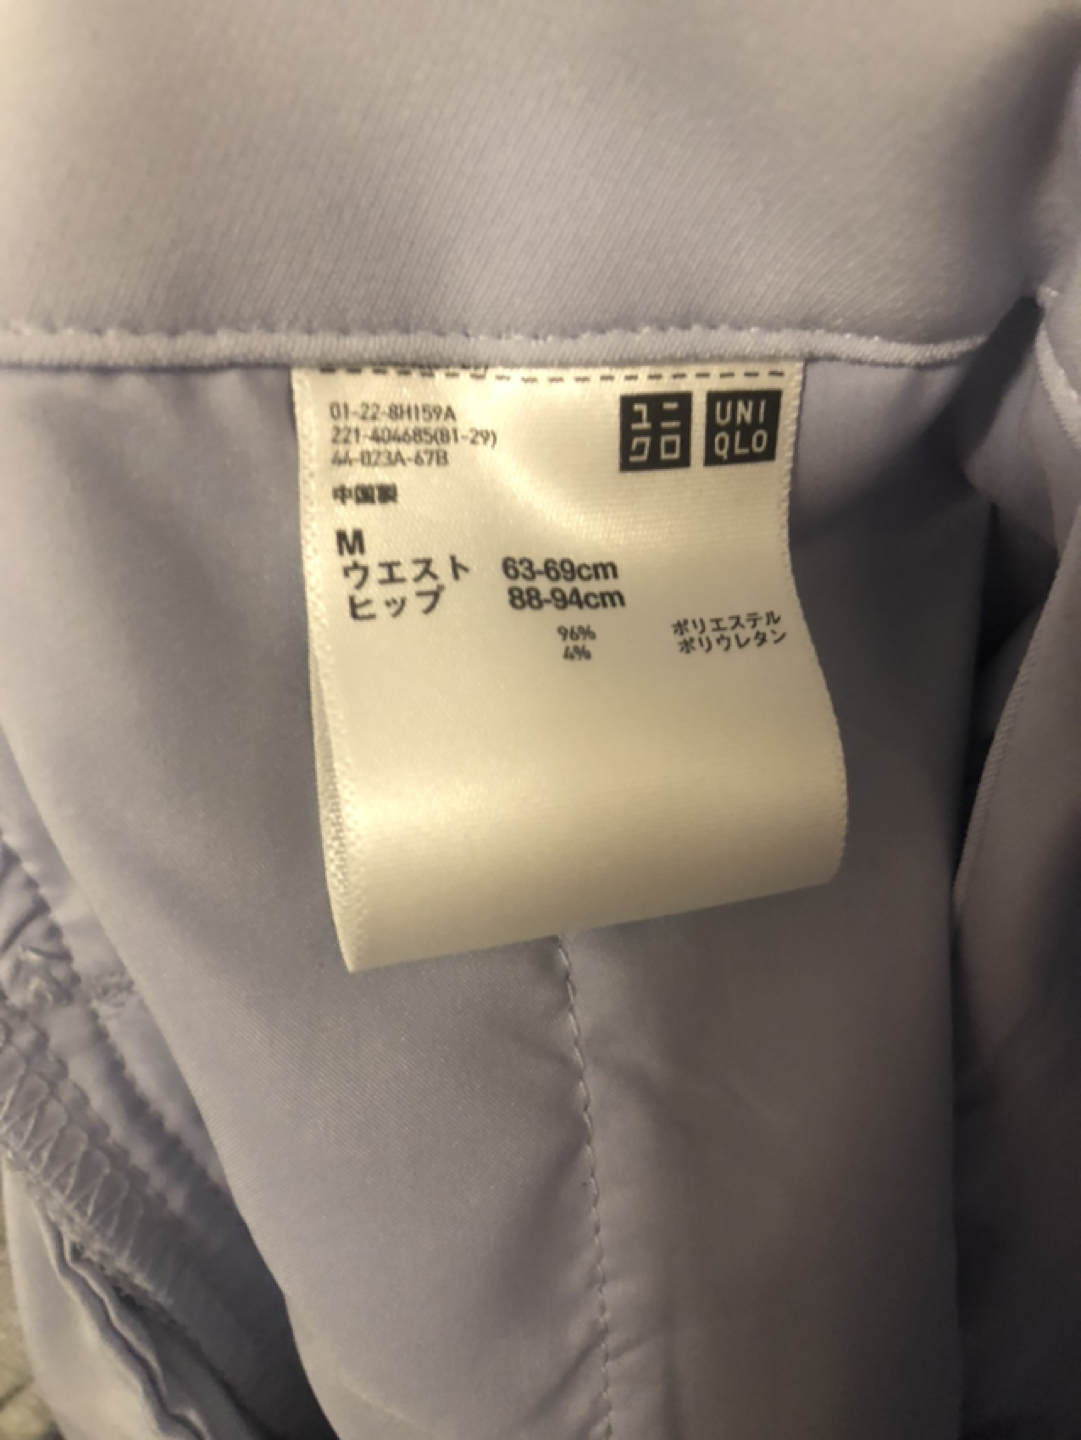 01-22-8H159A
221-404685(81-29)
44-023A-67B
中国製
ユニクロ
UNIQLO
M
ウエスト 63-69cm
ヒップ 88-94cm
96% ポリエステル
4% ポリウレタン